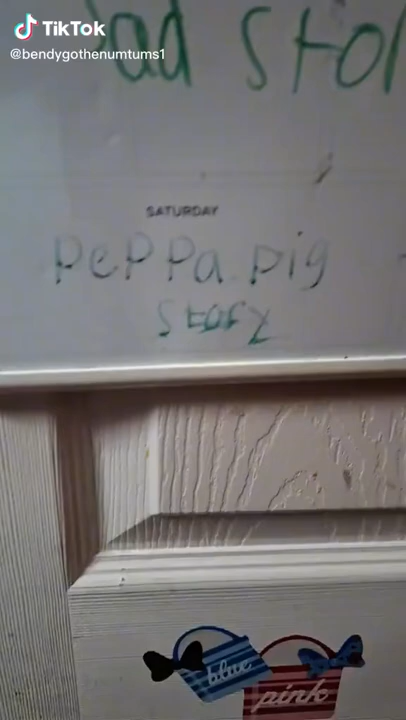 TikTok
@bendygothenumtums1
ad stor
SATURDAY
PePPa pig
story
blue
pink